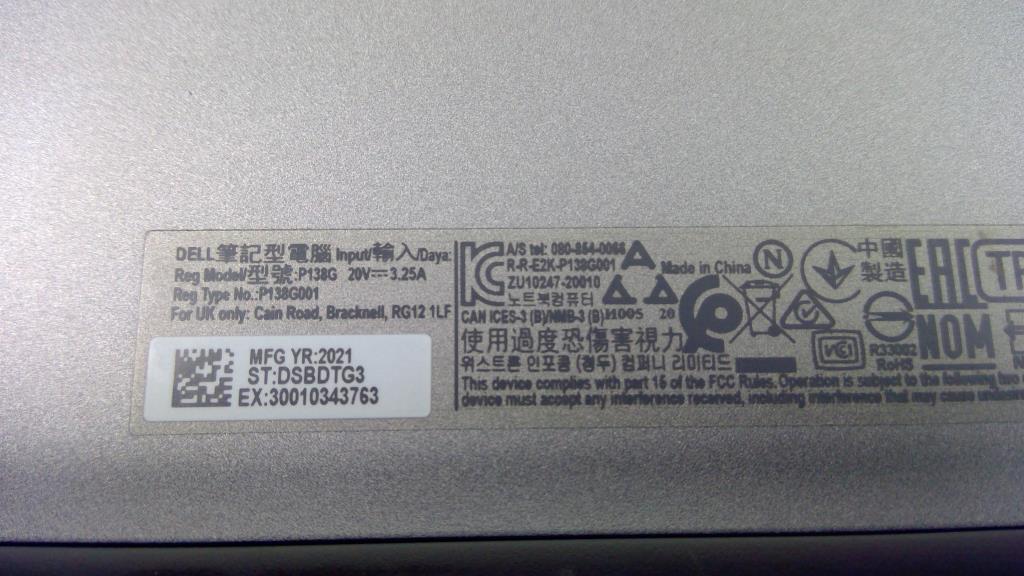 DELL筆記型電腦 Input/輸入/Daya:
Reg Model/型號:P138G 20V⎓3.25A
Reg Type No.:P138G001
For UK only: Cain Road, Bracknell, RG12 1LF
MFG YR:2021
ST:DSBDTG3
EX:30010343763
A/S tel: 080-854-0066
R-R-E2K-P138G001
ZU10247-20010
노트북컴퓨터
CAN ICES-3 (B)/NMB-3 (B)
11005 20
使用過度恐傷害視力
위스트론 인포콤 (청두) 컴퍼니 리미티드
This device complies with part 15 of the FCC Rules. Operation is subject to the following
device must accept any interference received, including interference that may cause
Made in China
N
中國
製造
R33002
RoHS
EAC
NOM